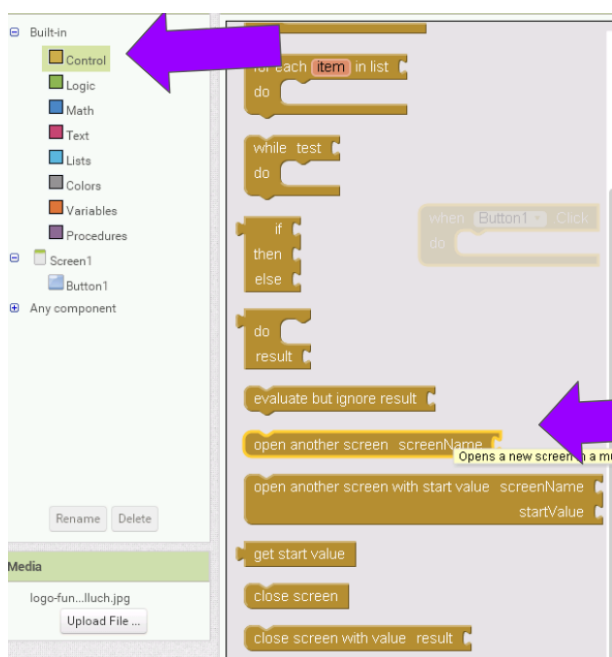 Built-in
Control
Logic
Math
Text
Lists
Colors
Variables
Procedures
Screen1
Button1
Any component
Rename Delete
Media
logo-fun...lluch.jpg
Upload File ...
for each item in list
do
while test
do
if
then
else
when Button1 .Click
do
do
result
evaluate but ignore result
open another screen screenName
Opens a new screen in a mu
open another screen with start value screenName
startValue
get start value
close screen
close screen with value result